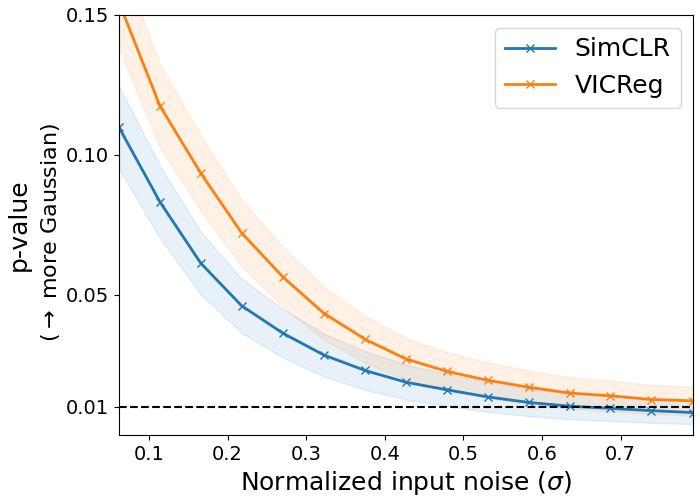 0.15
0.10
0.05
0.01
p-value
(→ more Gaussian)
SimCLR
VICReg
0.1 0.2 0.3 0.4 0.5 0.6 0.7
Normalized input noise (σ)